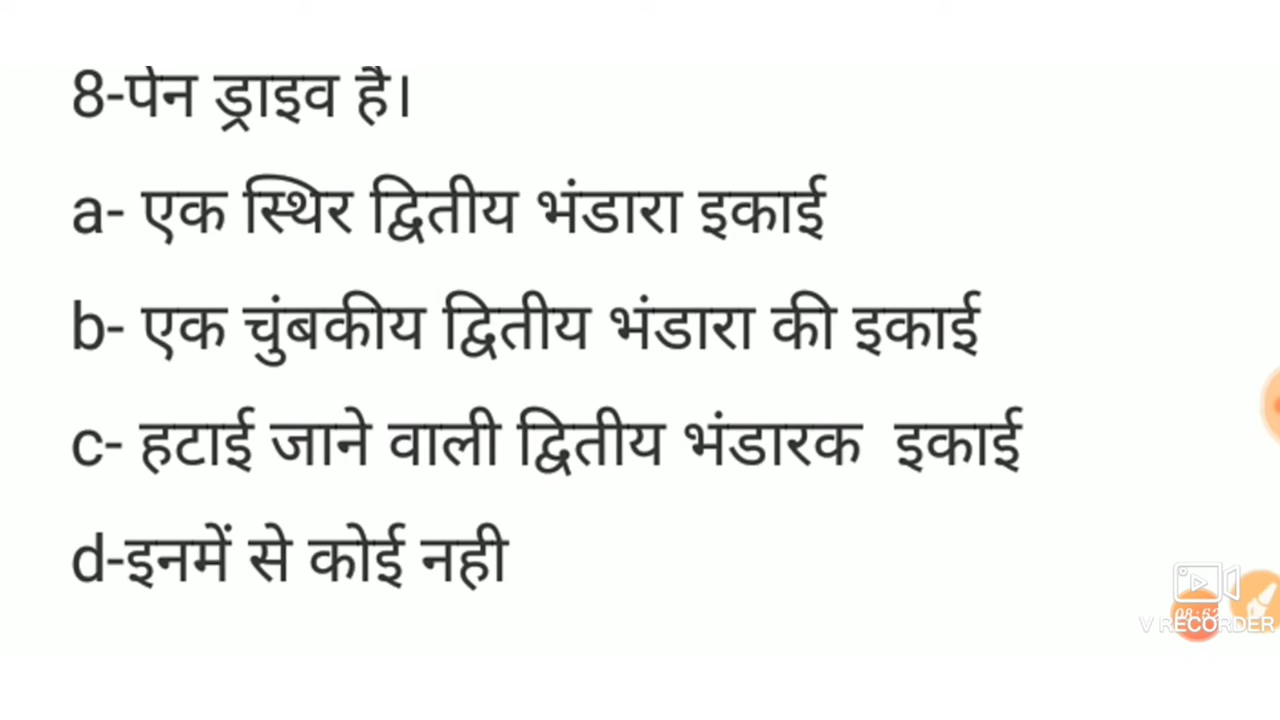 8-पेन ड्राइव है।
a- एक स्थिर द्वितीय भंडारा इकाई
b- एक चुंबकीय द्वितीय भंडारा की इकाई
c- हटाई जाने वाली द्वितीय भंडारक इकाई
d-इनमें से कोई नही
V RECORDER